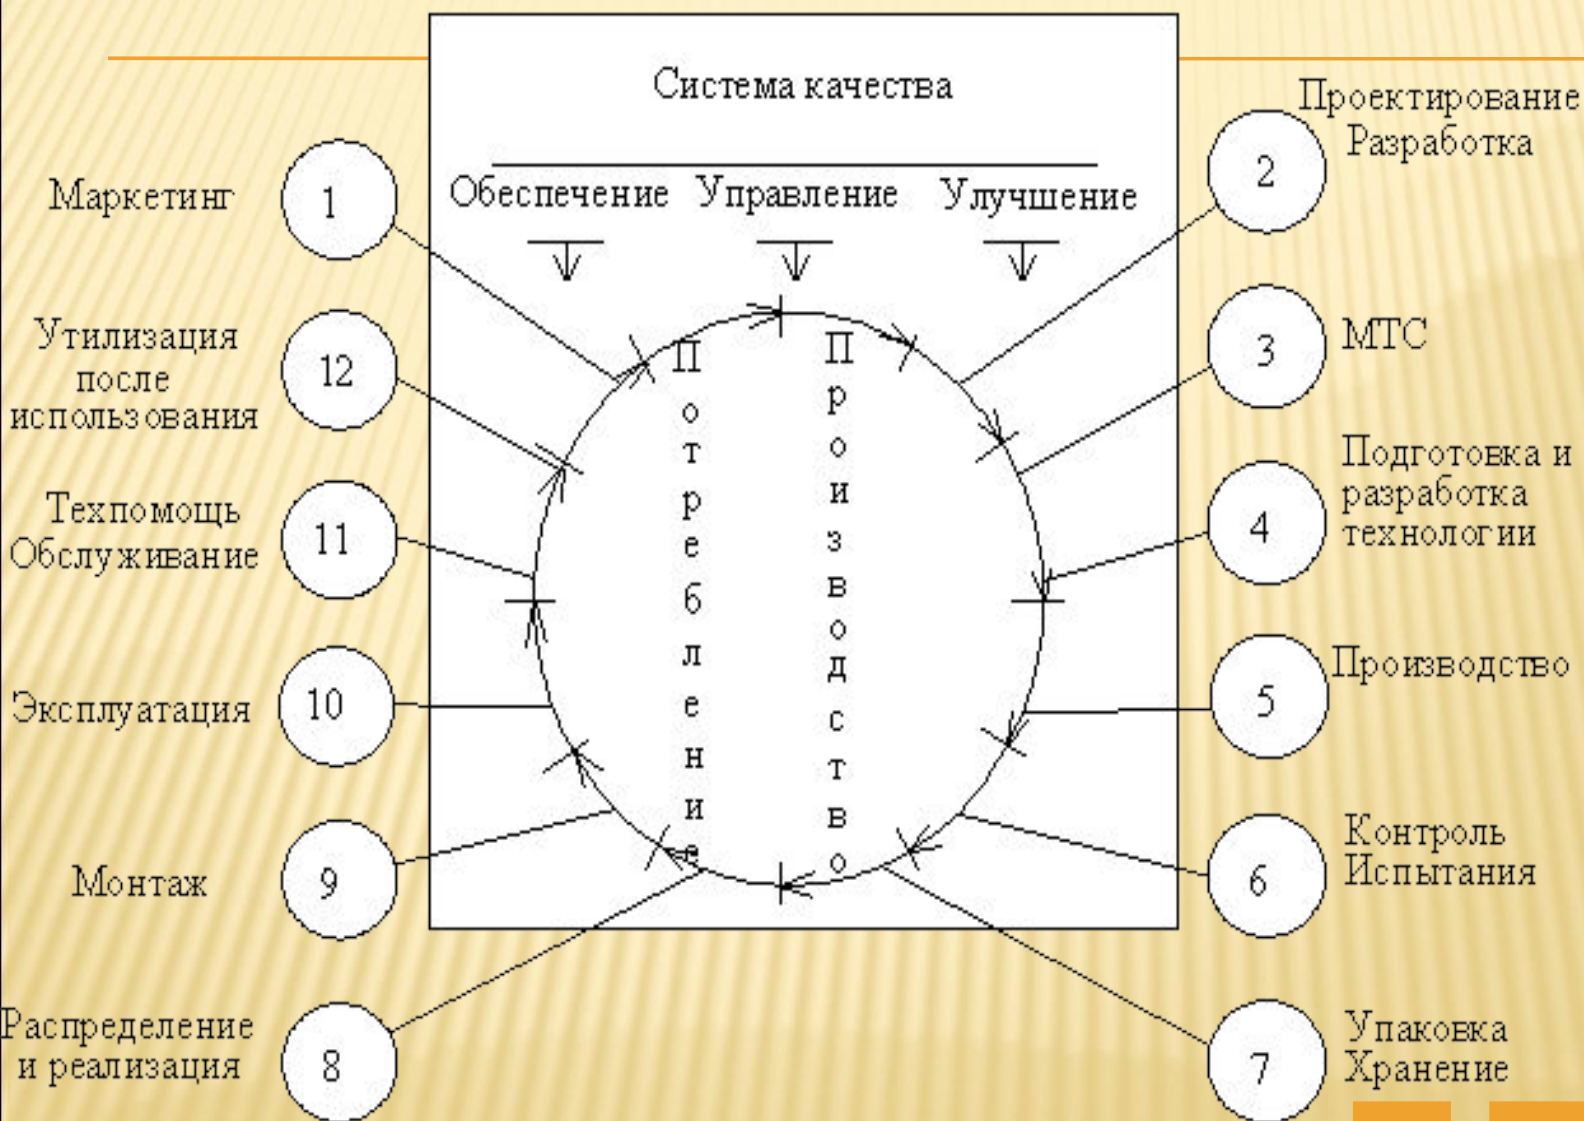 Система качества
Обеспечение Управление Улучшение
Потребление
Производство
1
Маркетинг
2
Проектирование
Разработка
3
МТС
4
Подготовка и
разработка
технологии
5
Производство
6
Контроль
Испытания
7
Упаковка
Хранение
8
Распределение
и реализация
9
Монтаж
10
Эксплуатация
11
Техпомощь
Обслуживание
12
Утилизация
после
использования